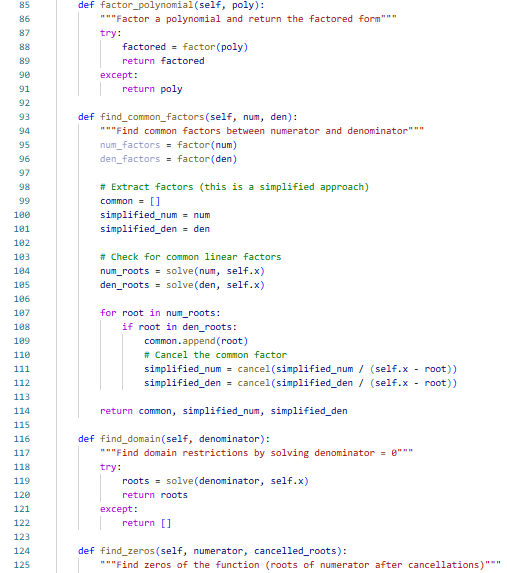 85 def factor_polynomial(self, poly):
86 """Factor a polynomial and return the factored form"""
87 try:
88 factored = factor(poly)
89 return factored
90 except:
91 return poly
92
93 def find_common_factors(self, num, den):
94 """Find common factors between numerator and denominator"""
95 num_factors = factor(num)
96 den_factors = factor(den)
97
98 # Extract factors (this is a simplified approach)
99 common = []
100 simplified_num = num
101 simplified_den = den
102
103 # Check for common linear factors
104 num_roots = solve(num, self.x)
105 den_roots = solve(den, self.x)
106
107 for root in num_roots:
108 if root in den_roots:
109 common.append(root)
110 # Cancel the common factor
111 simplified_num = cancel(simplified_num / (self.x - root))
112 simplified_den = cancel(simplified_den / (self.x - root))
113
114 return common, simplified_num, simplified_den
115
116 def find_domain(self, denominator):
117 """Find domain restrictions by solving denominator = 0"""
118 try:
119 roots = solve(denominator, self.x)
120 return roots
121 except:
122 return []
123
124 def find_zeros(self, numerator, cancelled_roots):
125 """Find zeros of the function (roots of numerator after cancellations)"""